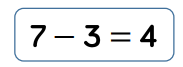 7 − 3 = 4